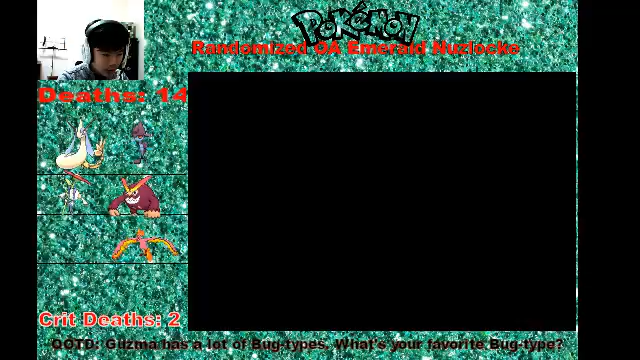 POKéMON
Randomized OA Emerald Nuzlocke
Deaths: 14
Crit Deaths: 2
QOTD: Guzma has a lot of Bug-types. What's your favorite Bug-type?